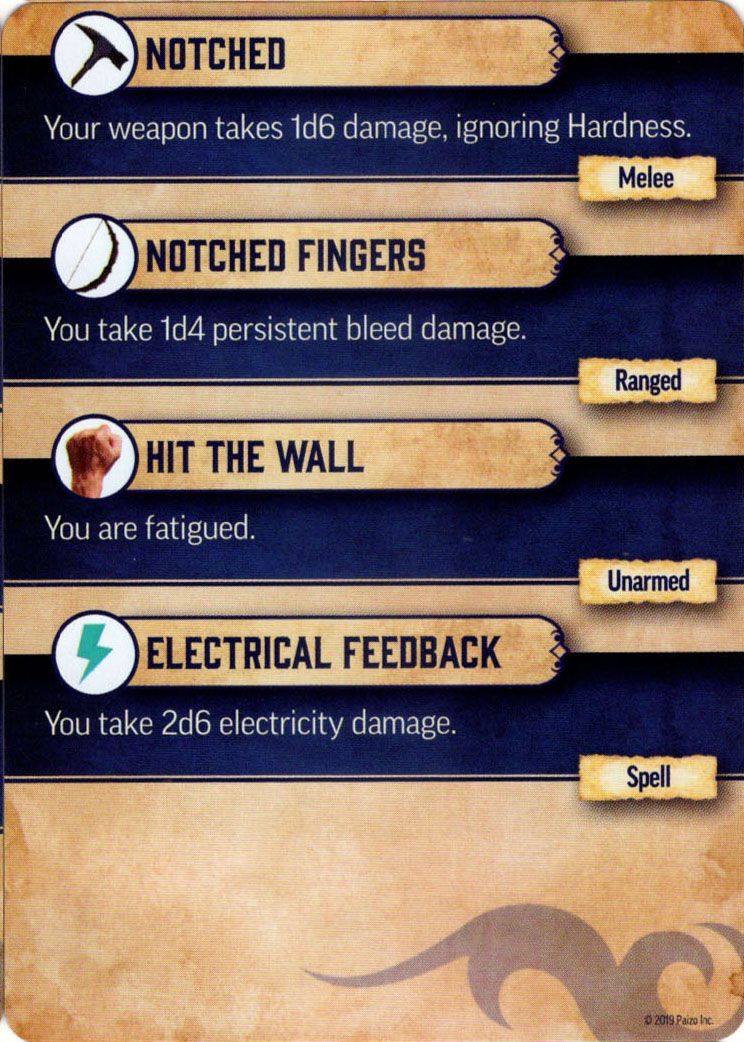 NOTCHED
Your weapon takes 1d6 damage, ignoring Hardness.
Melee
NOTCHED FINGERS
You take 1d4 persistent bleed damage.
Ranged
HIT THE WALL
You are fatigued.
Unarmed
ELECTRICAL FEEDBACK
You take 2d6 electricity damage.
Spell
© 2019 Paizo Inc.